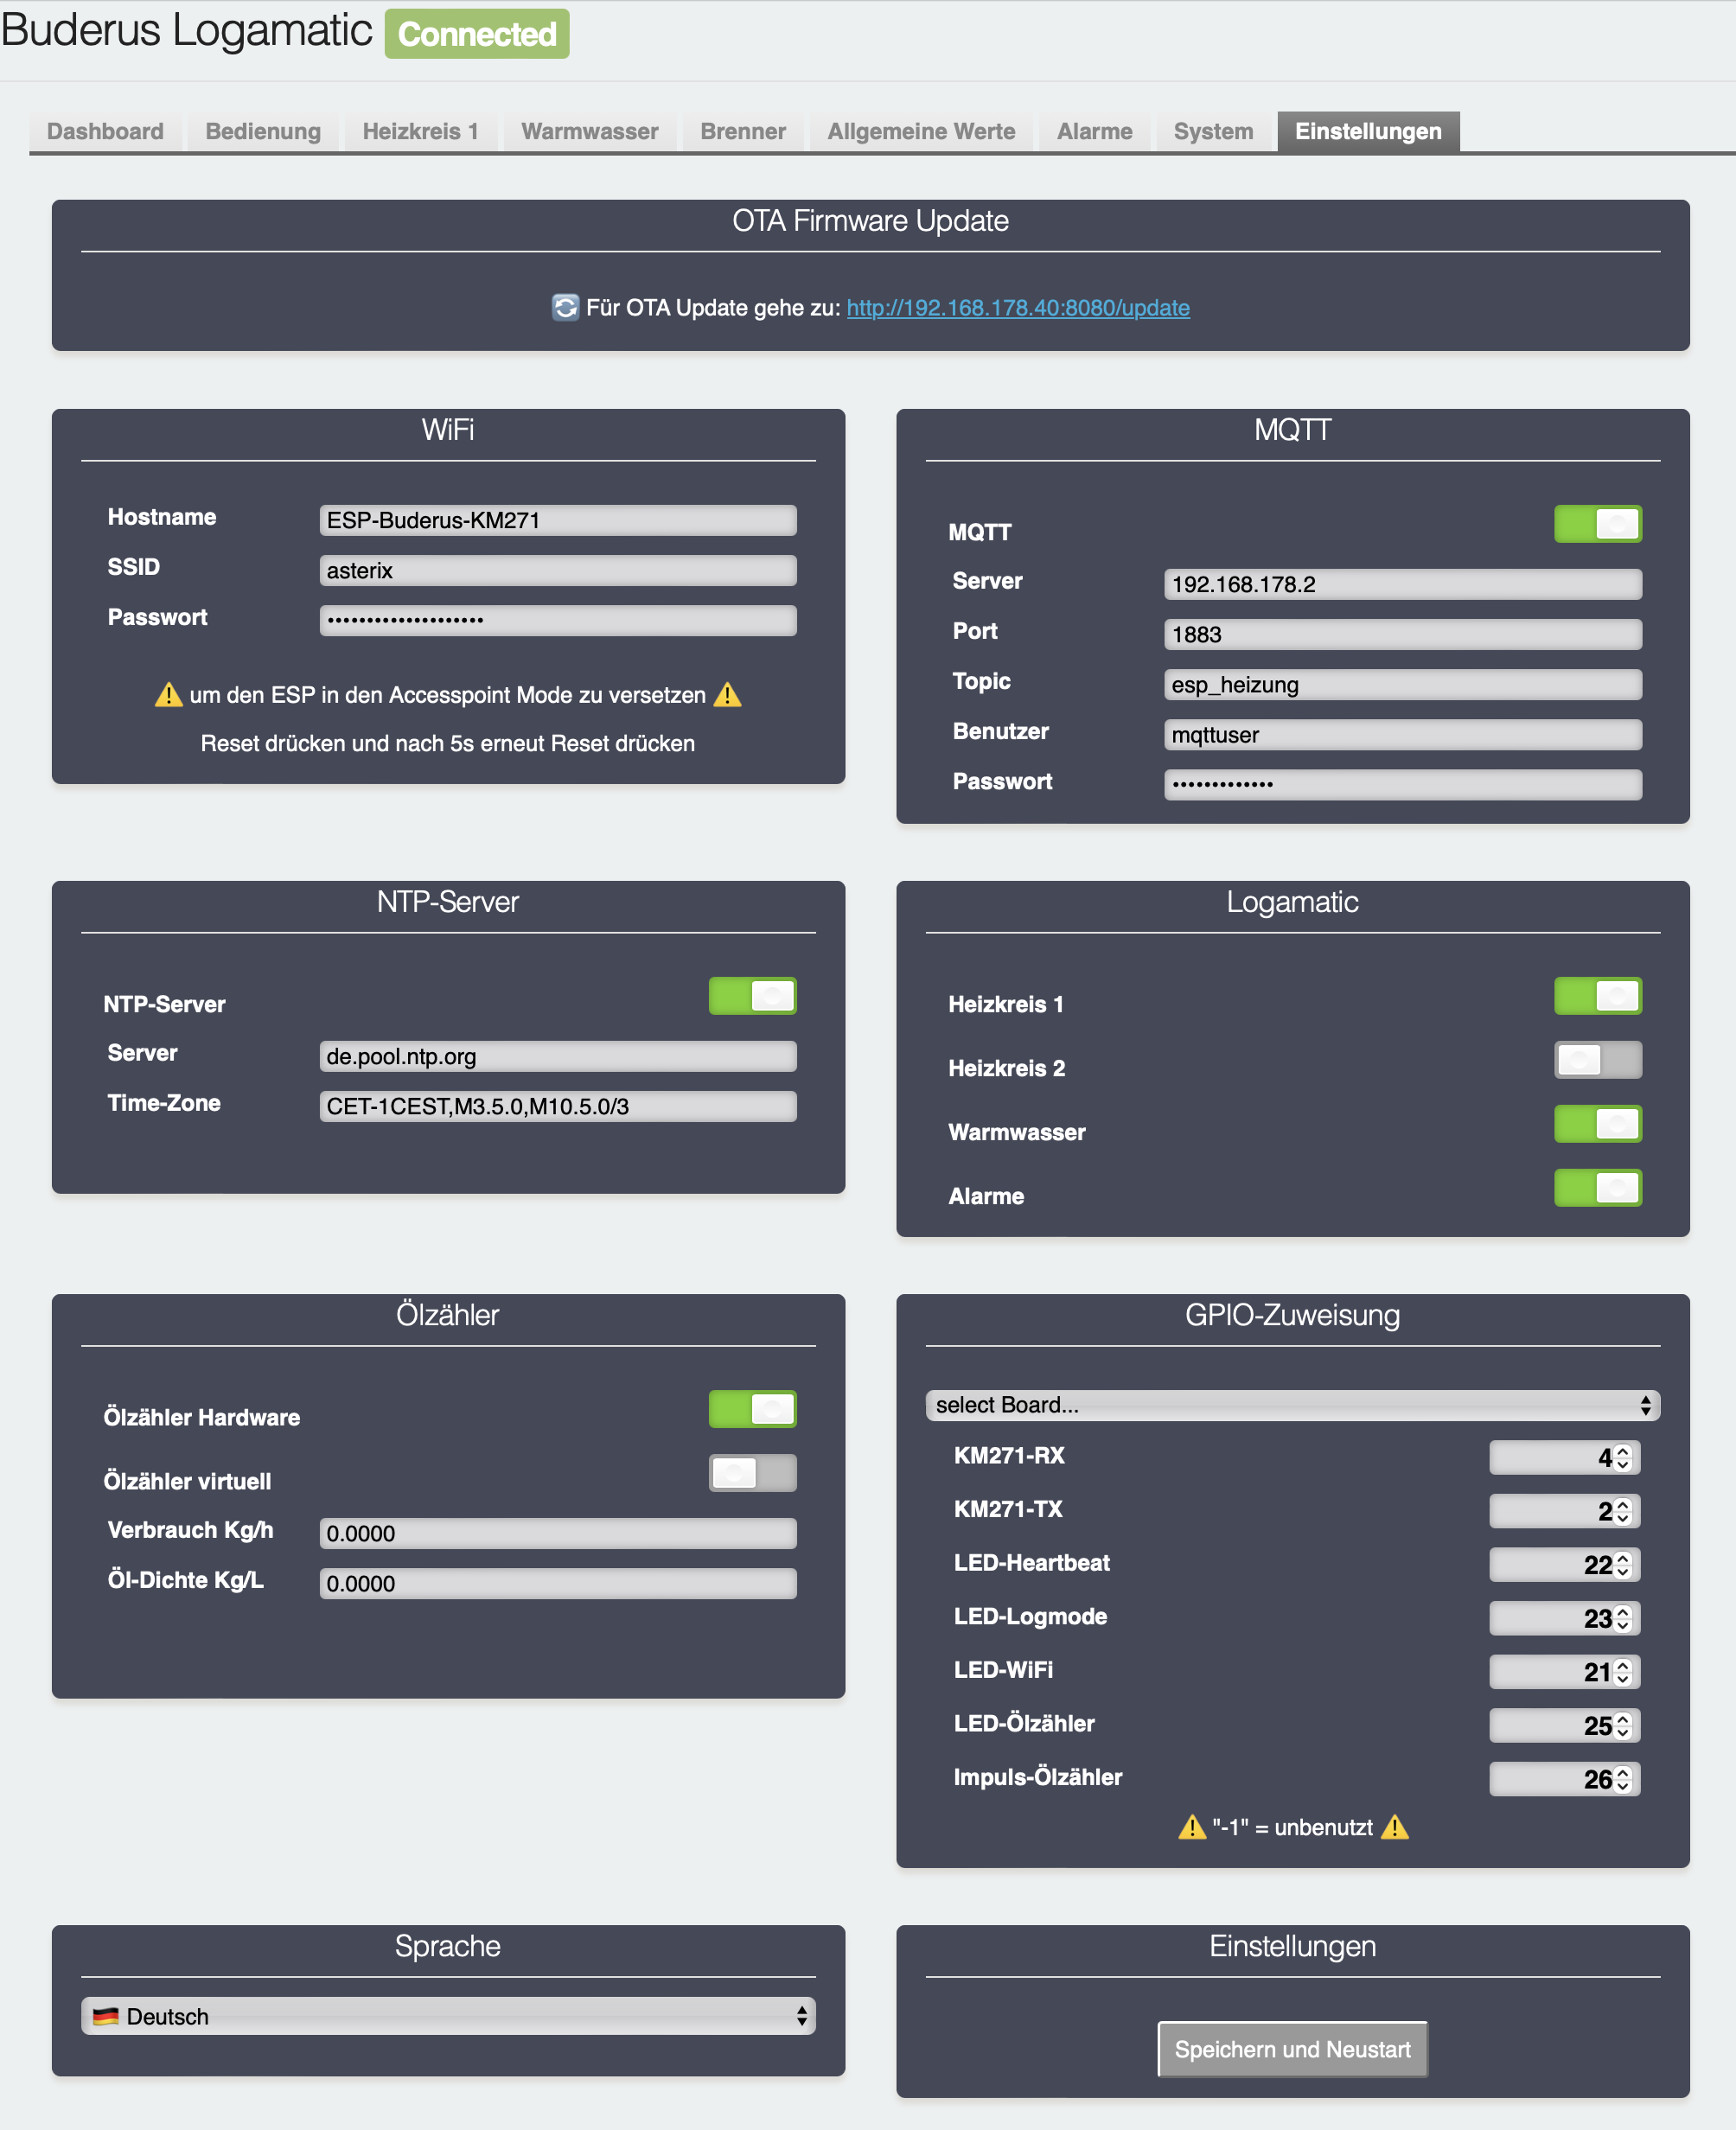 Buderus Logamatic Connected
Dashboard Bedienung Heizkreis 1 Warmwasser Brenner Allgemeine Werte Alarme System Einstellungen
OTA Firmware Update
🔄 Für OTA Update gehe zu: http://192.168.178.40:8080/update
WiFi
Hostname ESP-Buderus-KM271
SSID asterix
Passwort ••••••••••••••••••••
⚠️ um den ESP in den Accesspoint Mode zu versetzen ⚠️
Reset drücken und nach 5s erneut Reset drücken
MQTT
MQTT
Server 192.168.178.2
Port 1883
Topic esp_heizung
Benutzer mqttuser
Passwort •••••••••••••
NTP-Server
NTP-Server
Server de.pool.ntp.org
Time-Zone CET-1CEST,M3.5.0,M10.5.0/3
Logamatic
Heizkreis 1
Heizkreis 2
Warmwasser
Alarme
Ölzähler
Ölzähler Hardware
Ölzähler virtuell
Verbrauch Kg/h 0.0000
Öl-Dichte Kg/L 0.0000
GPIO-Zuweisung
select Board...
KM271-RX 4
KM271-TX 2
LED-Heartbeat 22
LED-Logmode 23
LED-WiFi 21
LED-Ölzähler 25
Impuls-Ölzähler 26
⚠️ "-1" = unbenutzt ⚠️
Sprache
🇩🇪 Deutsch
Einstellungen
Speichern und Neustart